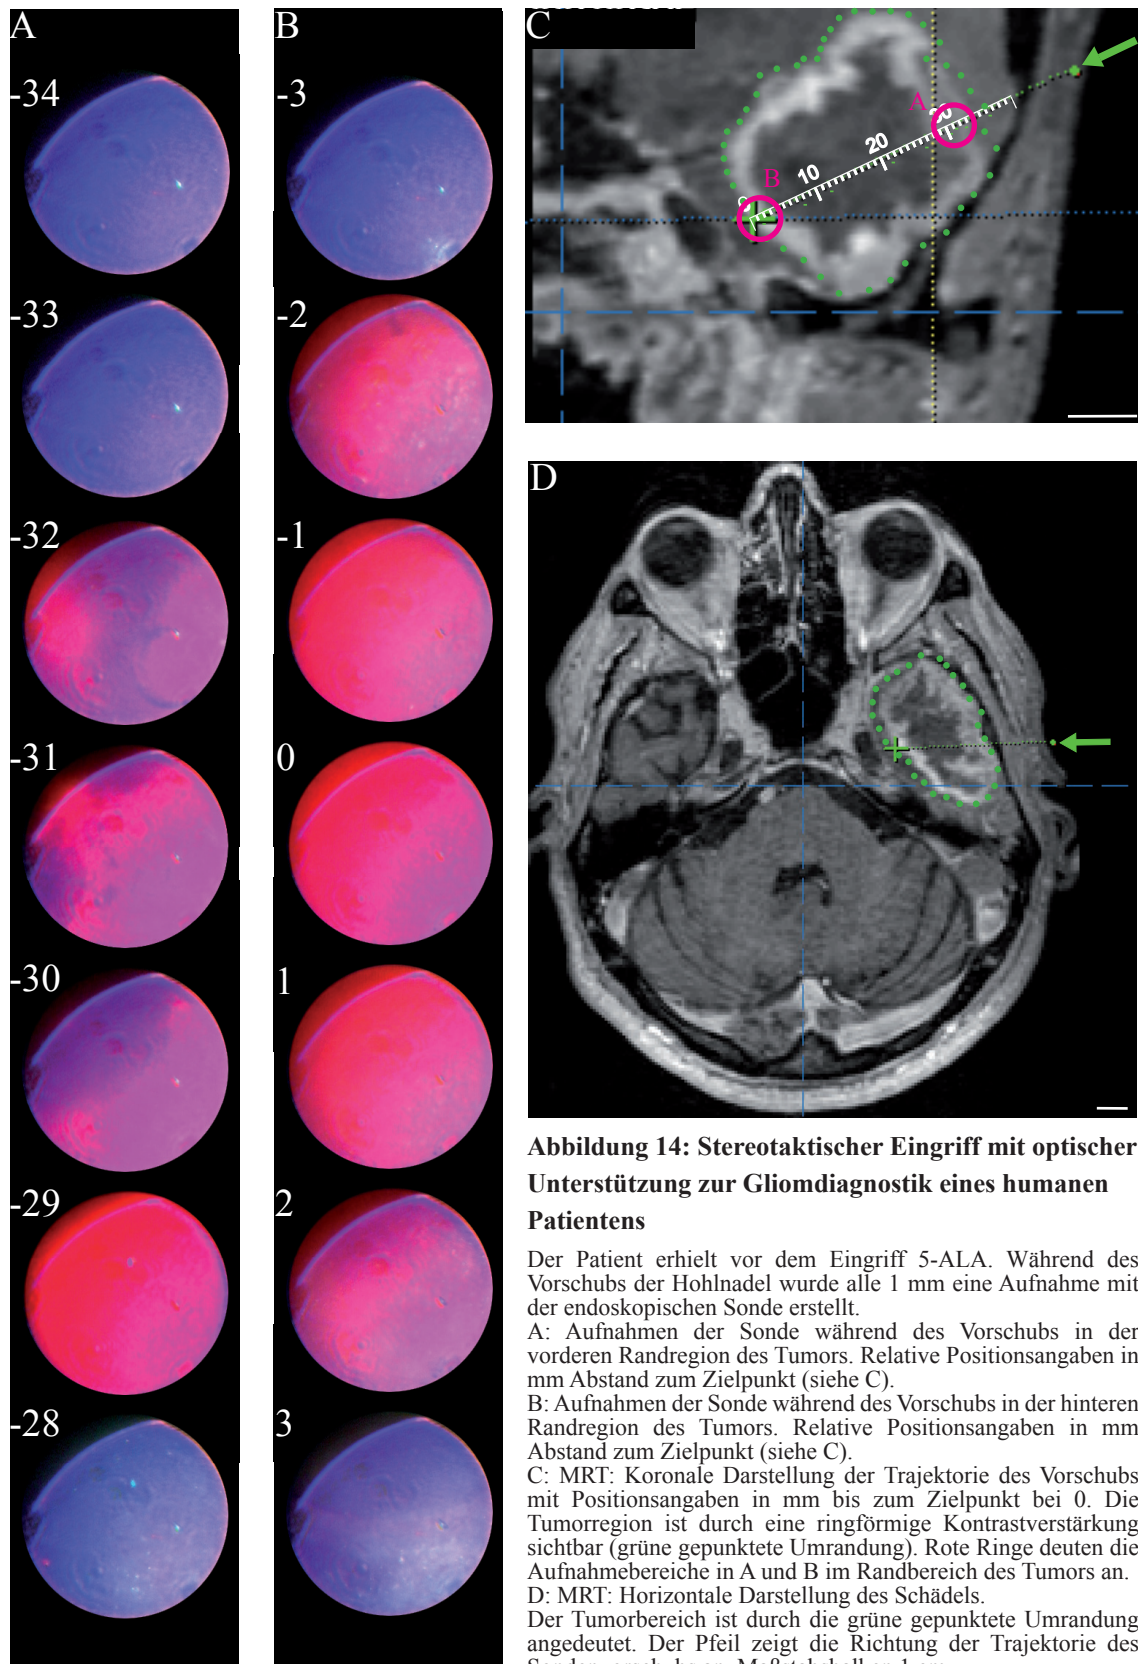 A
-34
-33
-32
-31
-30
-29
-28
B
-3
-2
-1
0
1
2
3
C
A
30
20
10
B
0
D
Abbildung 14: Stereotaktischer Eingriff mit optischer
Unterstützung zur Gliomdiagnostik eines humanen
Patientens
Der Patient erhielt vor dem Eingriff 5-ALA. Während des
Vorschubs der Hohlnadel wurde alle 1 mm eine Aufnahme mit
der endoskopischen Sonde erstellt.
A: Aufnahmen der Sonde während des Vorschubs in der
vorderen Randregion des Tumors. Relative Positionsangaben in
mm Abstand zum Zielpunkt (siehe C).
B: Aufnahmen der Sonde während des Vorschubs in der hinteren
Randregion des Tumors. Relative Positionsangaben in mm
Abstand zum Zielpunkt (siehe C).
C: MRT: Koronale Darstellung der Trajektorie des Vorschubs
mit Positionsangaben in mm bis zum Zielpunkt bei 0. Die
Tumorregion ist durch eine ringförmige Kontrastverstärkung
sichtbar (grüne gepunktete Umrandung). Rote Ringe deuten die
Aufnahmebereiche in A und B im Randbereich des Tumors an.
D: MRT: Horizontale Darstellung des Schädels.
Der Tumorbereich ist durch die grüne gepunktete Umrandung
angedeutet. Der Pfeil zeigt die Richtung der Trajektorie des